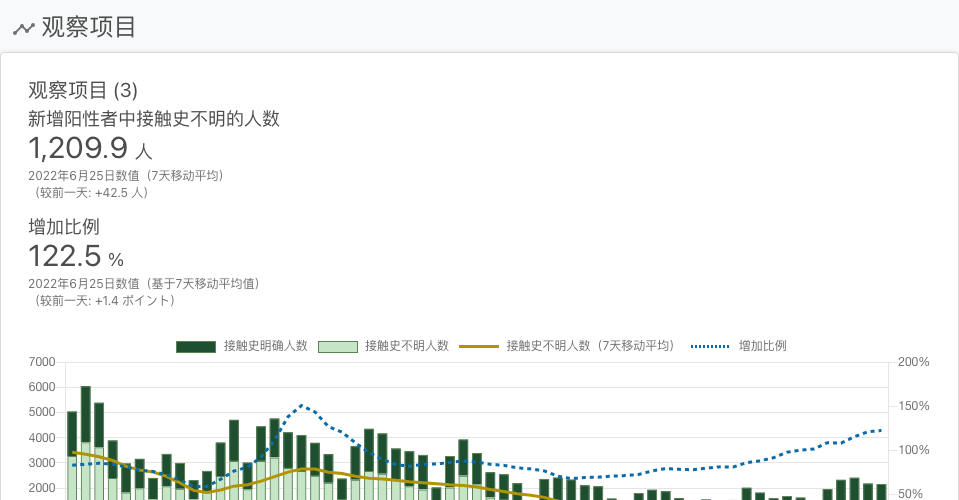 观察项目
观察项目 (3)
新增阳性者中接触史不明的人数
1,209.9 人
2022年6月25日数值（7天移动平均）
（较前一天: +42.5 人）
增加比例
122.5 %
2022年6月25日数值（基于7天移动平均值）
（较前一天: +1.4 ポイント）
接触史明确人数 接触史不明人数 接触史不明人数（7天移动平均） 增加比例
7000 200%
6000
5000 150%
4000 100%
3000
2000 50%